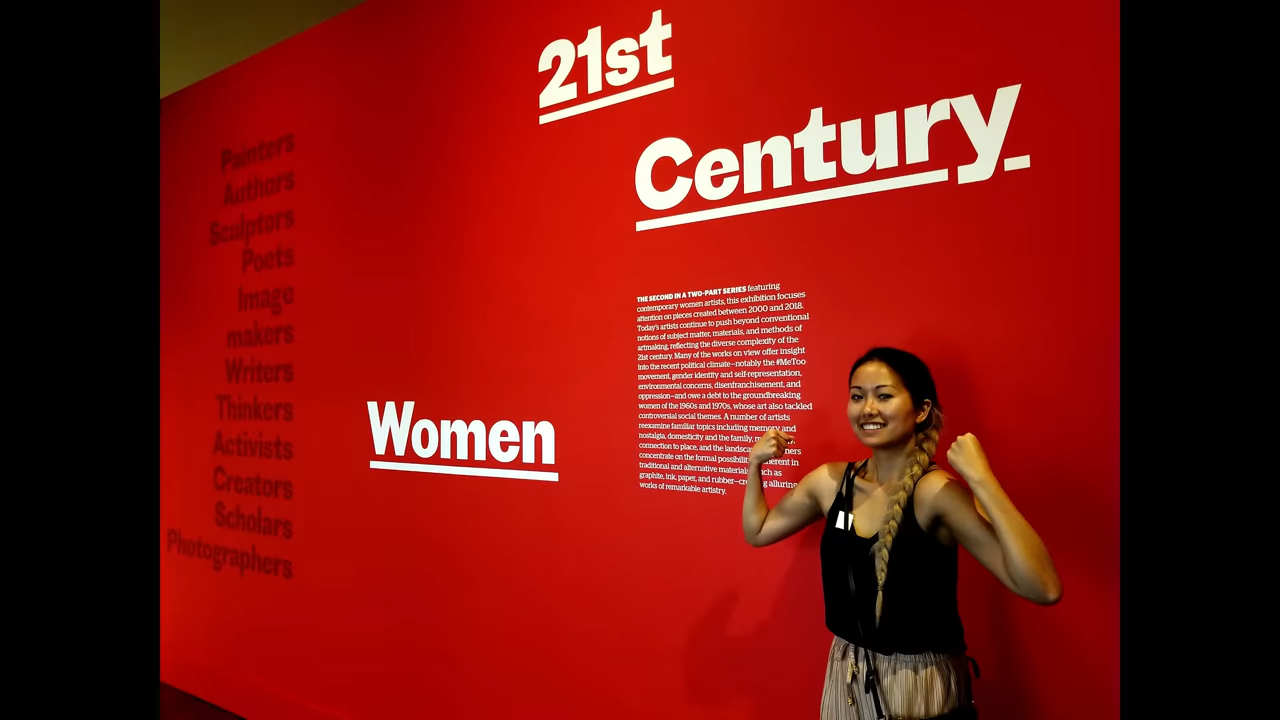 21st
Century
Painters
Authors
Sculptors
Poets
Image
makers
Writers
Thinkers
Activists
Creators
Scholars
Photographers
Women
THE SECOND IN A TWO-PART SERIES featuring
contemporary women artists, this exhibition focuses
attention on pieces created between 2000 and 2018.
Today's artists continue to push beyond conventional
notions of subject matter, materials, and methods of
artmaking, reflecting the diverse complexity of the
21st century. Many of the works on view offer insight
into the recent political climate—notably the #MeToo
movement, gender identity and self-representation,
environmental concerns, disenfranchisement, and
oppression—and owe a debt to the groundbreaking
women of the 1960s and 1970s, whose art also tackled
controversial social themes. A number of artists
reexamine familiar topics including memory and
nostalgia, domesticity and the family,
connection to place, and the
concentrate on the formal
traditional and alternative
graphite, ink, paper, and alluring
works of remarkable artistry.